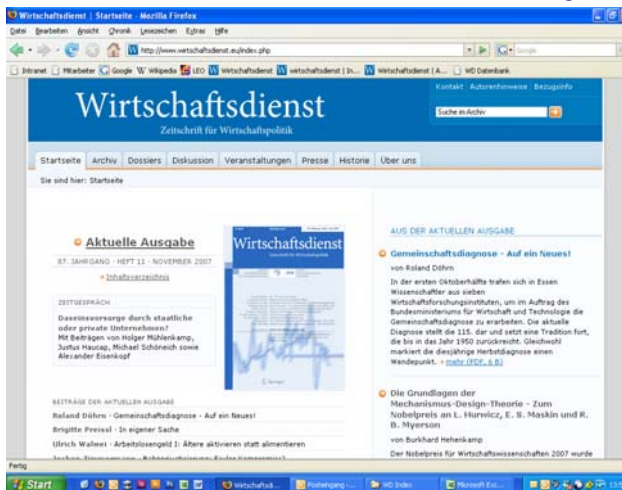 Wirtschaftsdienst | Startseite - Mozilla Firefox
Datei Bearbeiten Ansicht Chronik Lesezeichen Extras Hilfe
http://www.wirtschaftsdienst.eu/index.php
Google
Intranet Mitarbeiter Google Wikipedia LEO Wirtschaftsdienst wirtschaftsdienst | In... Wirtschaftsdienst | A... WD Datenbank
Kontakt Autorenhinweise Bezugsinfo
Wirtschaftsdienst
Zeitschrift für Wirtschaftspolitik
Suche im Archiv
Startseite Archiv Dossiers Diskussion Veranstaltungen Presse Historie Über uns
Sie sind hier: Startseite
Aktuelle Ausgabe
87. JAHRGANG · HEFT 11 · NOVEMBER 2007
Inhaltsverzeichnis
ZEITGESPRÄCH
Daseinsvorsorge durch staatliche
oder private Unternehmen?
Mit Beiträgen von Holger Mühlenkamp,
Justus Haucap, Michael Schöneich sowie
Alexander Eisenkopf
Wirtschaftsdienst
Springer
BEITRÄGE DER AKTUELLEN AUSGABE
Roland Döhrn · Gemeinschaftsdiagnose - Auf ein Neues!
Brigitte Preissl · In eigener Sache
Ulrich Walwei · Arbeitslosengeld I: Ältere aktivieren statt alimentieren
AUS DER AKTUELLEN AUSGABE
Gemeinschaftsdiagnose - Auf ein Neues!
von Roland Döhrn
In der ersten Oktoberhälfte trafen sich in Essen
Wissenschaftler aus sieben
Wirtschaftsforschungsinstituten, um im Auftrag des
Bundesministeriums für Wirtschaft und Technologie die
Gemeinschaftsdiagnose zu erarbeiten. Die aktuelle
Diagnose stellt die 115. dar und setzt eine Tradition fort,
die bis in das Jahr 1950 zurückreicht. Gleichwohl
markiert die diesjährige Herbstdiagnose einen
Wendepunkt. mehr (PDF, 6 B)
Die Grundlagen der
Mechanismus-Design-Theorie - Zum
Nobelpreis an L. Hurwicz, E. S. Maskin und R.
B. Myerson
von Burkhard Hehenkamp
Der Nobelpreis für Wirtschaftswissenschaften 2007 wurde
Fertig
Start Wirtschaftsdi... Posteingang -... WD Index Microsoft Exc...